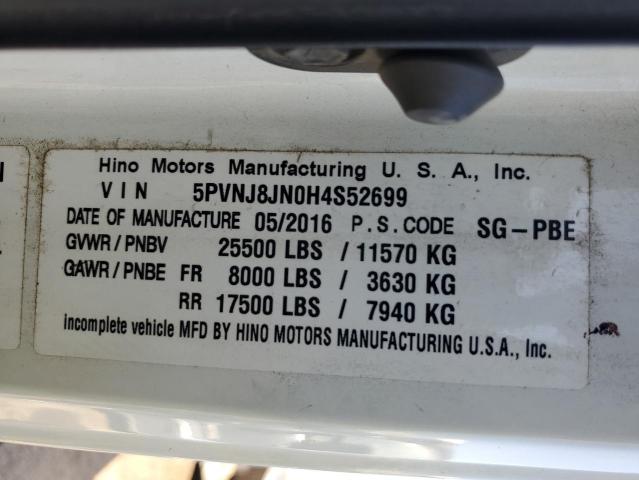 Hino Motors Manufacturing U. S. A., Inc.
VIN 5PVNJ8JN0H4S52699
DATE OF MANUFACTURE 05/2016 P.S.CODE SG-PBE
GVWR/PNBV 25500 LBS / 11570 KG
GAWR/PNBE FR 8000 LBS / 3630 KG
RR 17500 LBS / 7940 KG
incomplete vehicle MFD BY HINO MOTORS MANUFACTURING U.S.A., Inc.